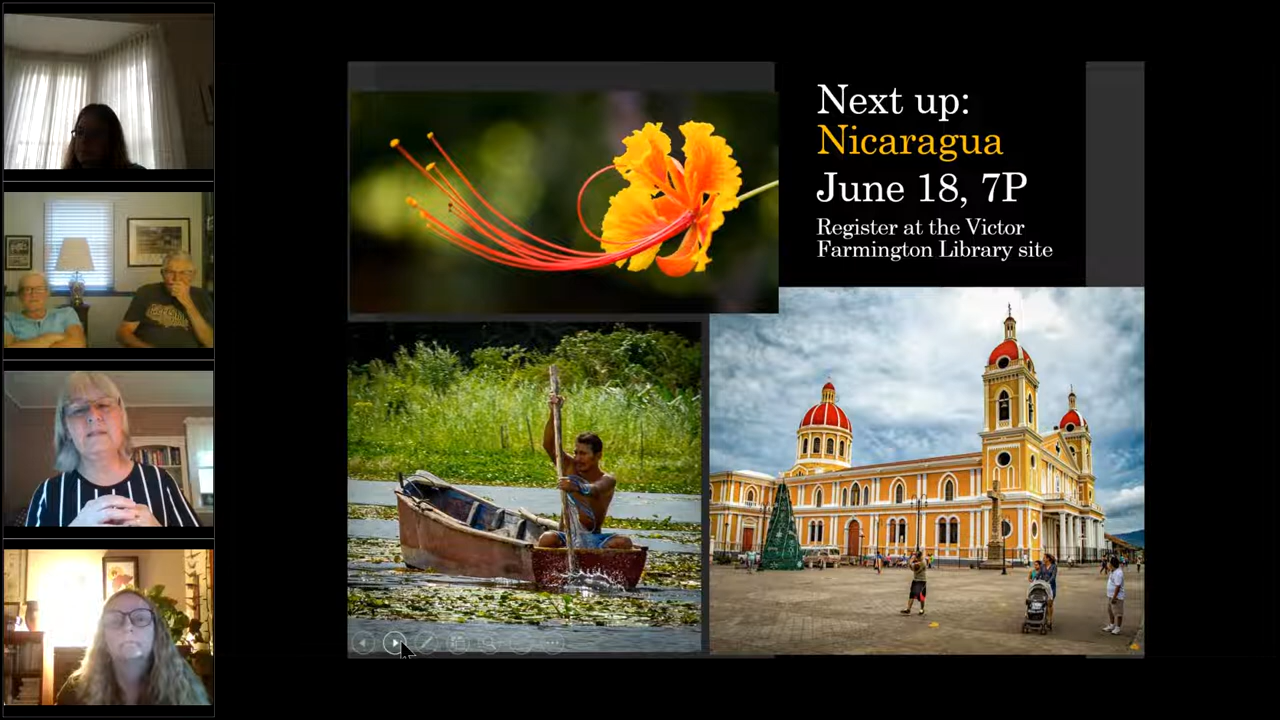 Next up:
Nicaragua
June 18, 7P
Register at the Victor
Farmington Library site